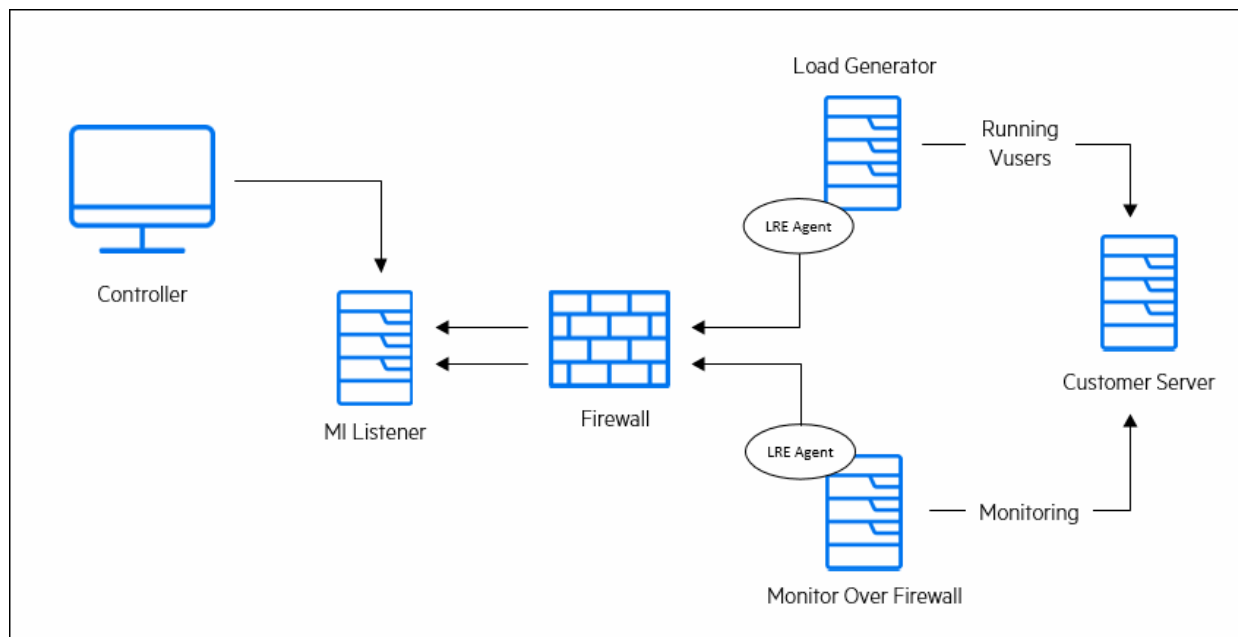 Load Generator
Running
Vusers
LRE Agent
Controller
MI Listener
Firewall
Customer Server
LRE Agent
Monitoring
Monitor Over Firewall